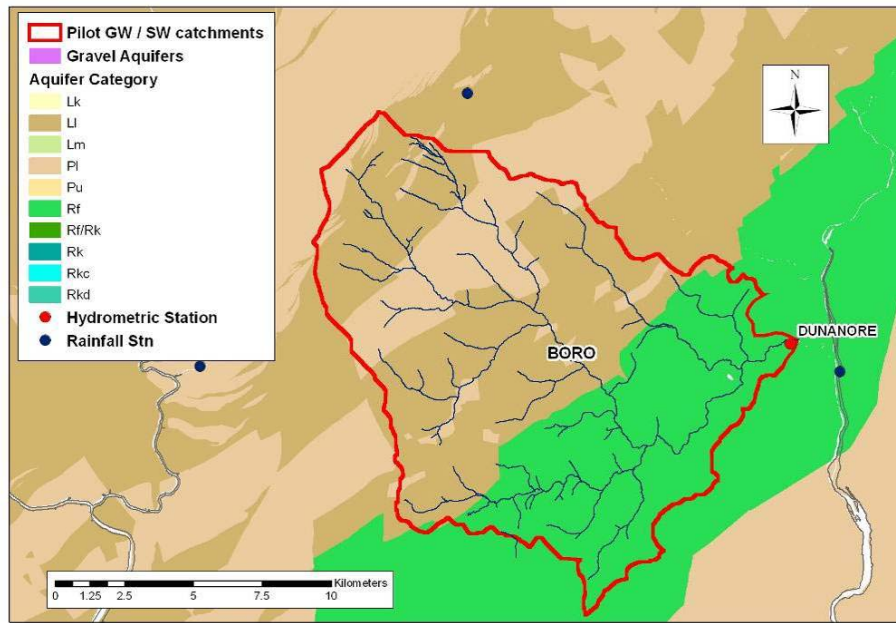 Pilot GW / SW catchments
Gravel Aquifers
Aquifer Category
Lk
Ll
Lm
Pl
Pu
Rf
Rf/Rk
Rk
Rkc
Rkd
Hydrometric Station
Rainfall Stn
N
DUNANORE
BORO
Kilometers
0 1.25 2.5 5 7.5 10